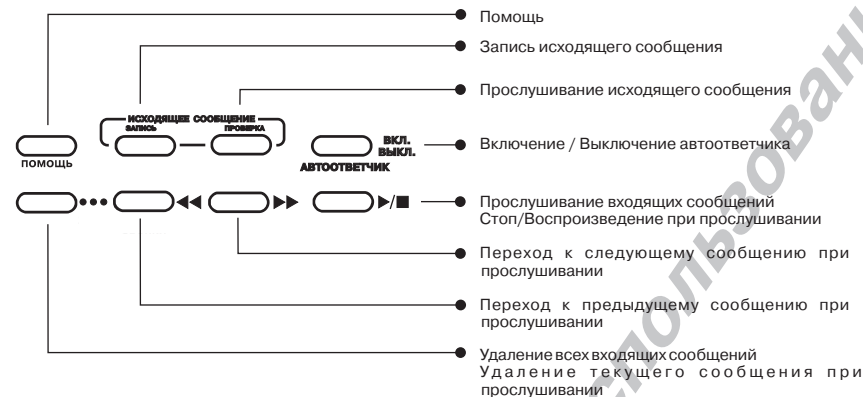 Помощь
Запись исходящего сообщения
Прослушивание исходящего сообщения
ИСХОДЯЩЕЕ СООБЩЕНИЕ
ЗАПИСЬ ПРОВЕРКА
ПОМОЩЬ
ВКЛ.
ВЫКЛ.
АВТООТВЕТЧИК
Включение / Выключение автоответчика
Прослушивание входящих сообщений
Стоп/Воспроизведение при прослушивании
Переход к следующему сообщению при
прослушивании
Переход к предыдущему сообщению при
прослушивании
Удаление всех входящих сообщений
Удаление текущего сообщения при
прослушивании